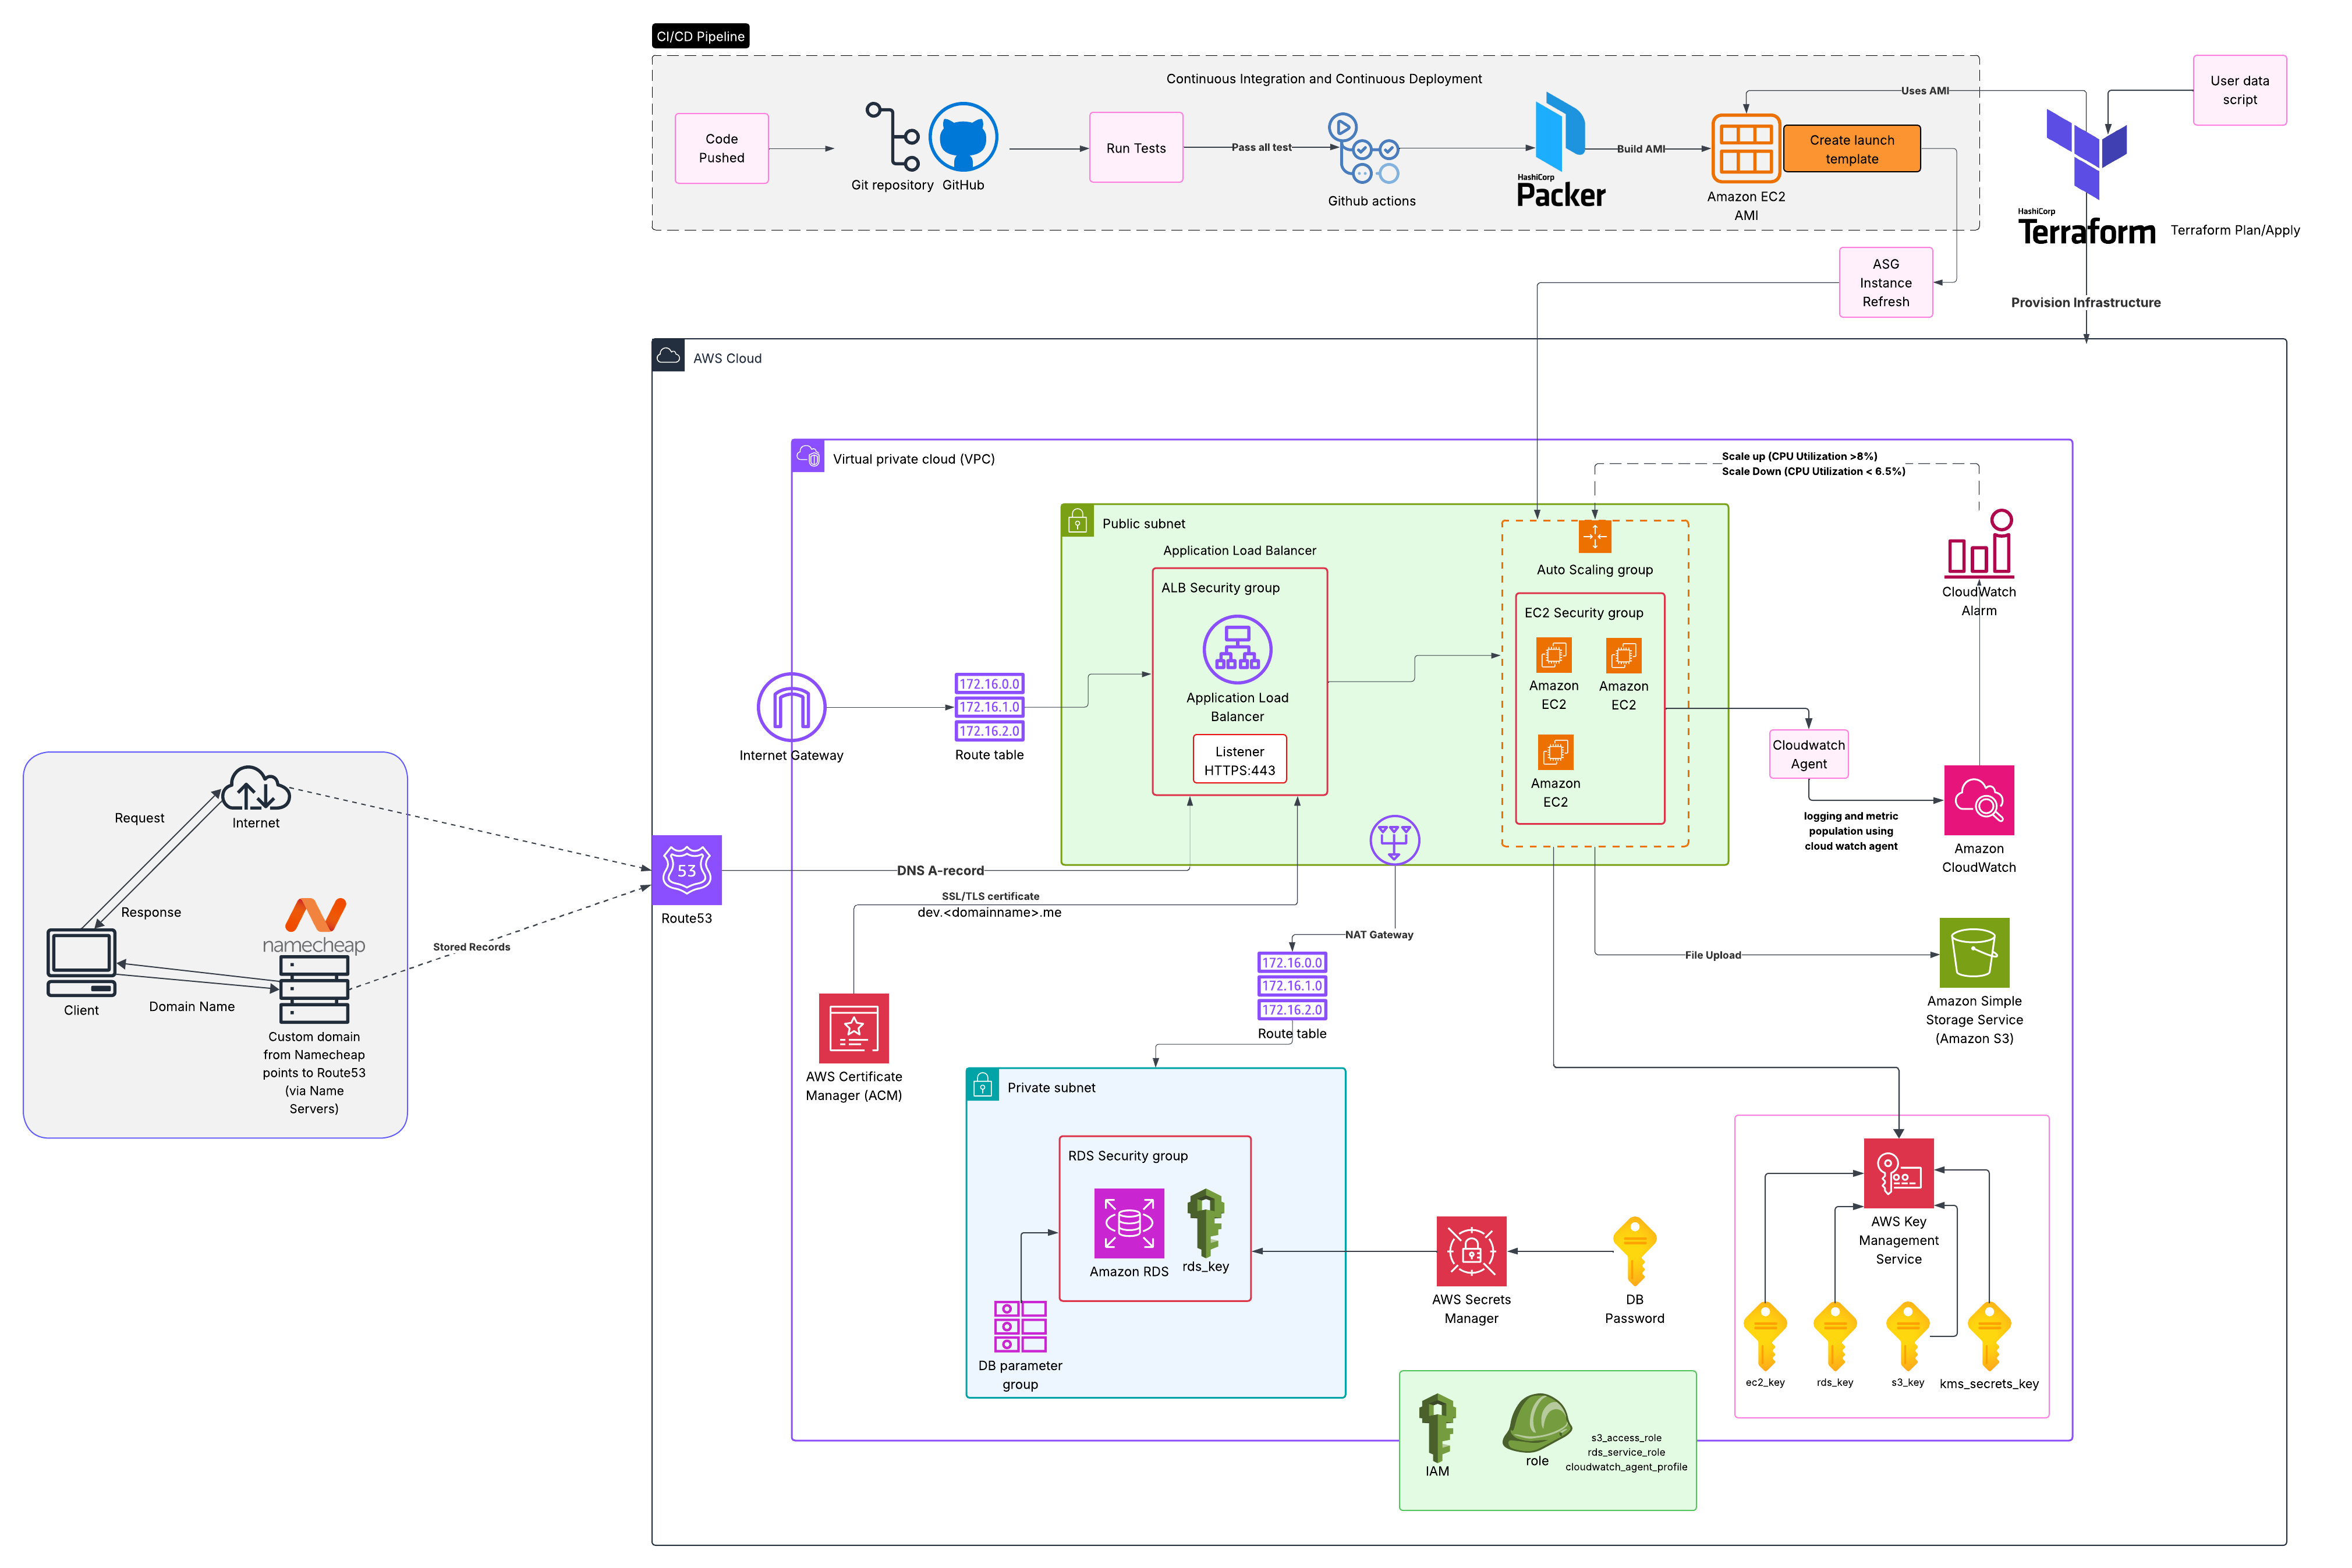 CI/CD Pipeline
Continuous Integration and Continuous Deployment
Code
Pushed
Git repository
GitHub
Run Tests
Pass all test
Github actions
HashiCorp
Packer
Build AMI
Amazon EC2
AMI
Create launch
template
Uses AMI
User data
script
HashiCorp
Terraform
Terraform Plan/Apply
ASG
Instance
Refresh
Provision Infrastructure
AWS Cloud
Virtual private cloud (VPC)
Scale up (CPU Utilization >8%)
Scale Down (CPU Utilization < 6.5%)
Public subnet
Application Load Balancer
ALB Security group
Application Load
Balancer
Listener
HTTPS:443
Auto Scaling group
EC2 Security group
Amazon
EC2
Amazon
EC2
Amazon
EC2
CloudWatch
Alarm
Cloudwatch
Agent
logging and metric
population using
cloud watch agent
Amazon
CloudWatch
Internet Gateway
172.16.0.0
172.16.1.0
172.16.2.0
Route table
Request
Internet
Response
namecheap
Client
Domain Name
Custom domain
from Namecheap
points to Route53
(via Name
Servers)
Stored Records
53
Route53
DNS A-record
SSL/TLS certificate
dev.<domainname>.me
AWS Certificate
Manager (ACM)
NAT Gateway
172.16.0.0
172.16.1.0
172.16.2.0
Route table
File Upload
Amazon Simple
Storage Service
(Amazon S3)
Private subnet
RDS Security group
Amazon RDS
rds_key
DB parameter
group
AWS Secrets
Manager
DB
Password
AWS Key
Management
Service
ec2_key
rds_key
s3_key
kms_secrets_key
IAM
role
s3_access_role
rds_service_role
cloudwatch_agent_profile